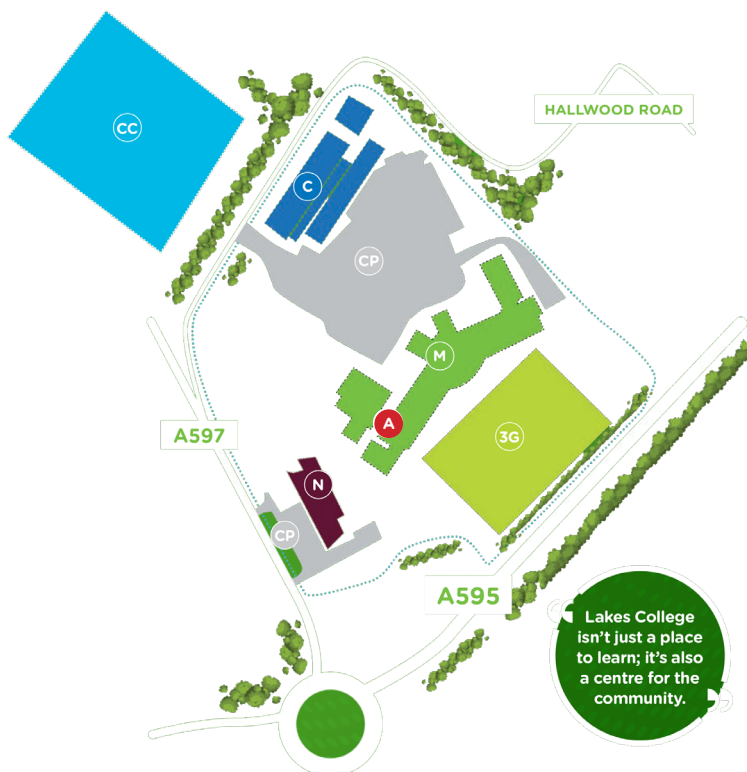 CC
HALLWOOD ROAD
C
CP
M
A
A597
3G
N
CP
A595
“Lakes College
isn’t just a place
to learn; it’s also
a centre for the
community.”